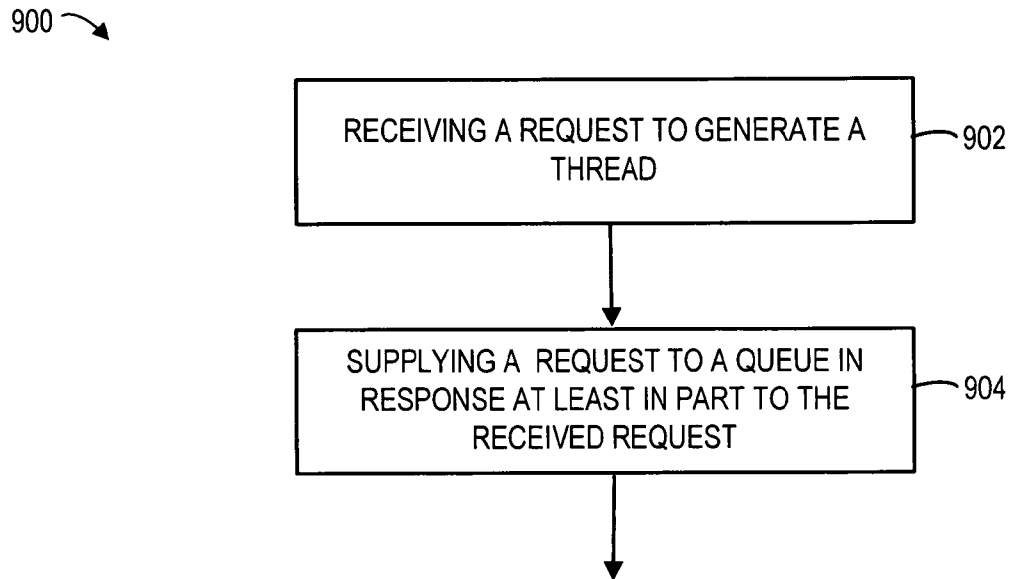 900
RECEIVING A REQUEST TO GENERATE A
THREAD
902
SUPPLYING A REQUEST TO A QUEUE IN
RESPONSE AT LEAST IN PART TO THE
RECEIVED REQUEST
904